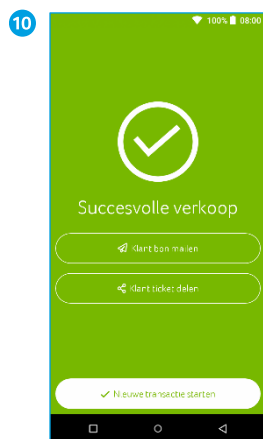 10
100% 08:00
Succesvolle verkoop
Klant bon mailen
Klant ticket delen
Nieuwe transactie starten